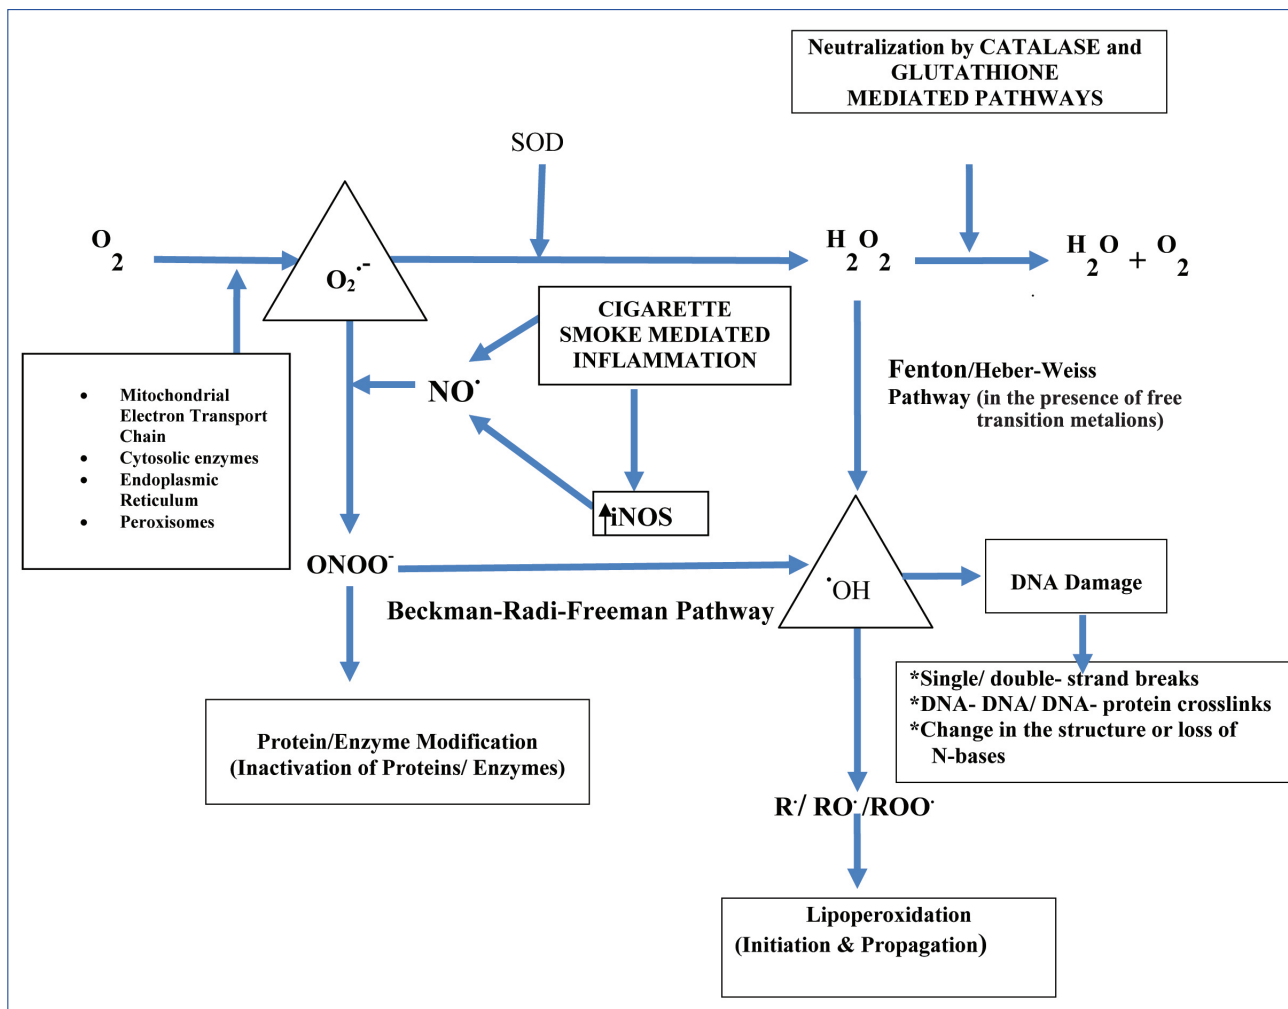 Neutralization by CATALASE and
GLUTATHIONE
MEDIATED PATHWAYS
SOD
O2
O2·-
H2O2
H2O + O2
CIGARETTE
SMOKE MEDIATED
INFLAMMATION
Fenton/Heber-Weiss
Pathway (in the presence of free
transition metalions)
NO·
• Mitochondrial
Electron Transport
Chain
• Cytosolic enzymes
• Endoplasmic
Reticulum
• Peroxisomes
↑iNOS
ONOO-
Beckman-Radi-Freeman Pathway
·OH
DNA Damage
*Single/ double- strand breaks
*DNA- DNA/ DNA- protein crosslinks
*Change in the structure or loss of
N-bases
Protein/Enzyme Modification
(Inactivation of Proteins/ Enzymes)
R·/ RO· /ROO·
Lipoperoxidation
(Initiation & Propagation)